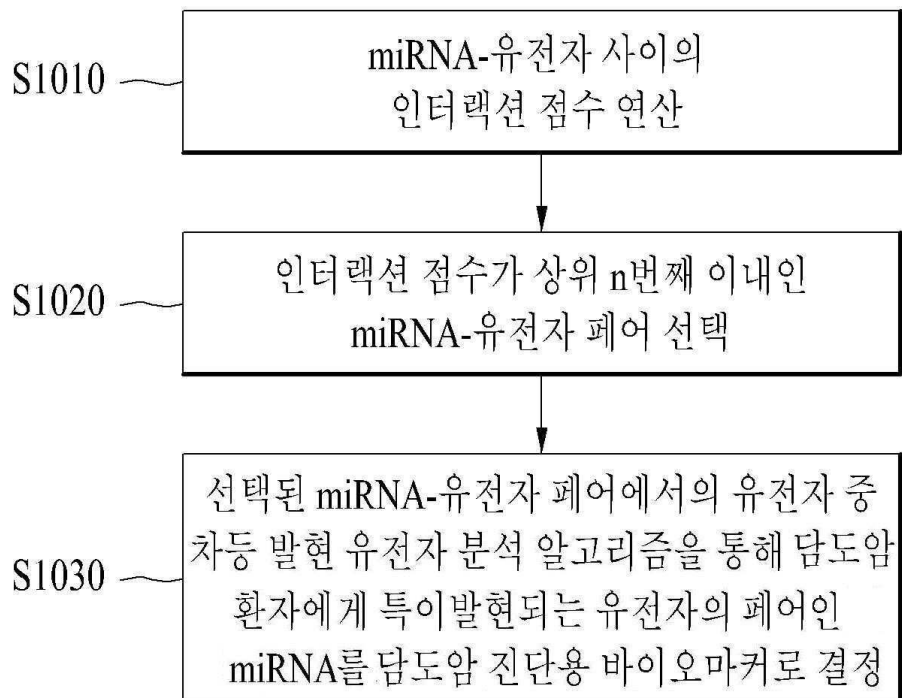 S1010
miRNA-유전자 사이의
인터랙션 점수 연산
S1020
인터랙션 점수가 상위 n번째 이내인
miRNA-유전자 페어 선택
S1030
선택된 miRNA-유전자 페어에서의 유전자 중
차등 발현 유전자 분석 알고리즘을 통해 담도암
환자에게 특이발현되는 유전자의 페어인
miRNA를 담도암 진단용 바이오마커로 결정